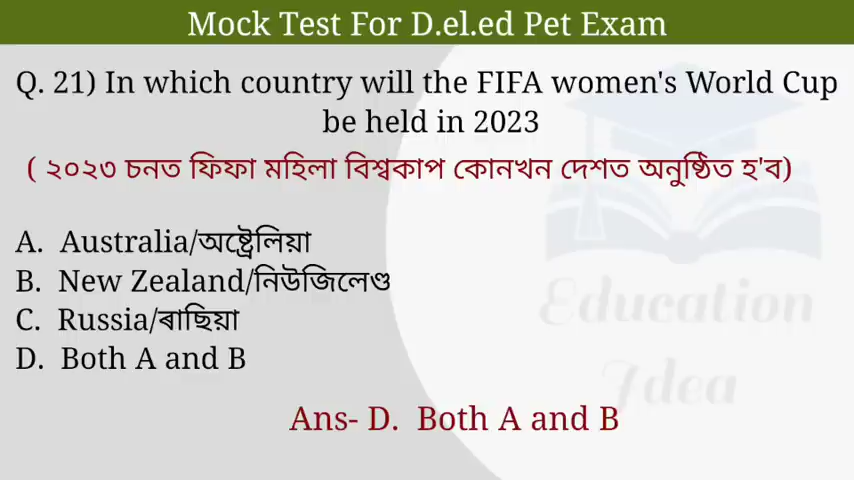 Mock Test For D.el.ed Pet Exam
Q. 21) In which country will the FIFA women's World Cup
be held in 2023
( ২০২৩ চনত ফিফা মহিলা বিশ্বকাপ কোনখন দেশত অনুষ্ঠিত হ'ব)
A. Australia/অষ্ট্ৰেলিয়া
B. New Zealand/নিউজিলেণ্ড
C. Russia/ৰাছিয়া
D. Both A and B
Ans- D. Both A and B
Education
Idea